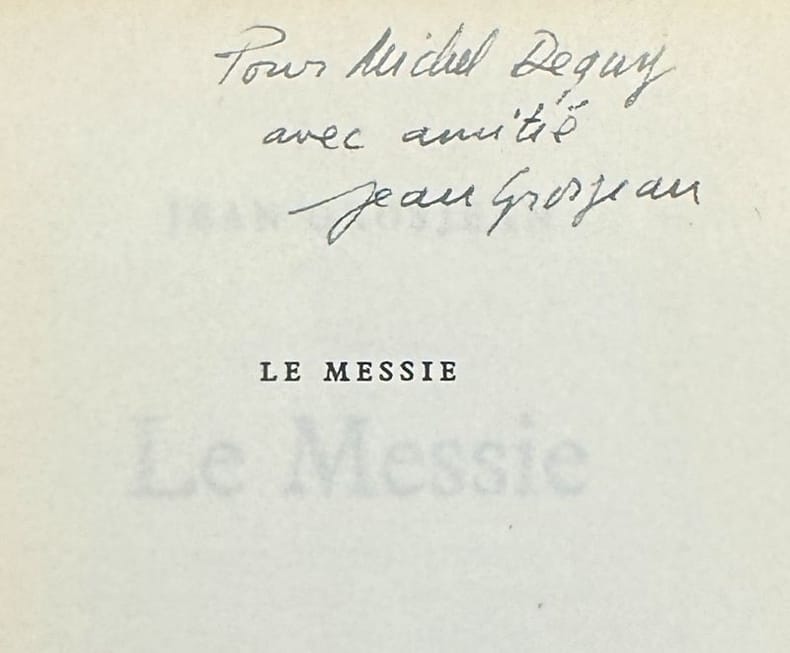 Pour Michel Deguy
avec amitié
Jean Grosjean
JEAN GROSJEAN
LE MESSIE
Le Messie